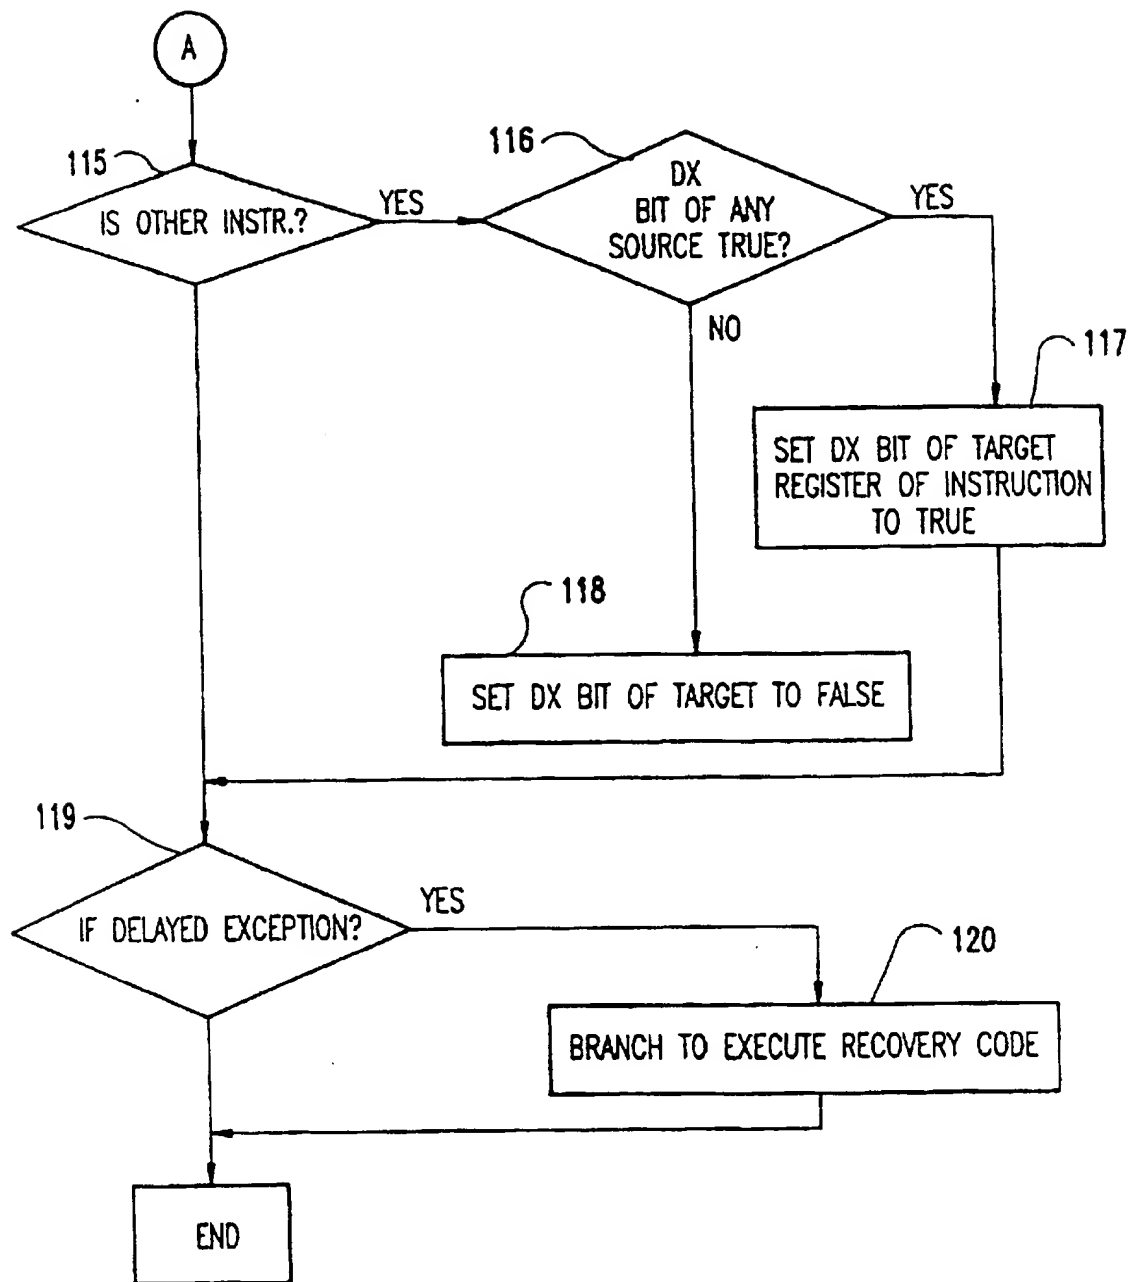 A
115
IS OTHER INSTR.?
YES
116
DX
BIT OF ANY
SOURCE TRUE?
YES
NO
117
SET DX BIT OF TARGET
REGISTER OF INSTRUCTION
TO TRUE
118
SET DX BIT OF TARGET TO FALSE
119
IF DELAYED EXCEPTION?
YES
120
BRANCH TO EXECUTE RECOVERY CODE
END